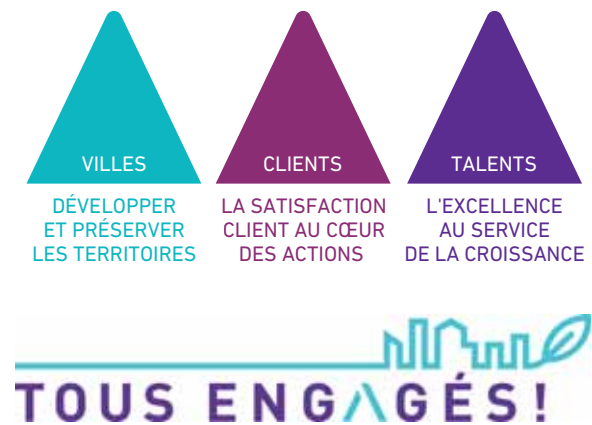 VILLES
DÉVELOPPER
ET PRÉSERVER
LES TERRITOIRES
CLIENTS
LA SATISFACTION
CLIENT AU CŒUR
DES ACTIONS
TALENTS
L'EXCELLENCE
AU SERVICE
DE LA CROISSANCE
TOUS ENGAGÉS!